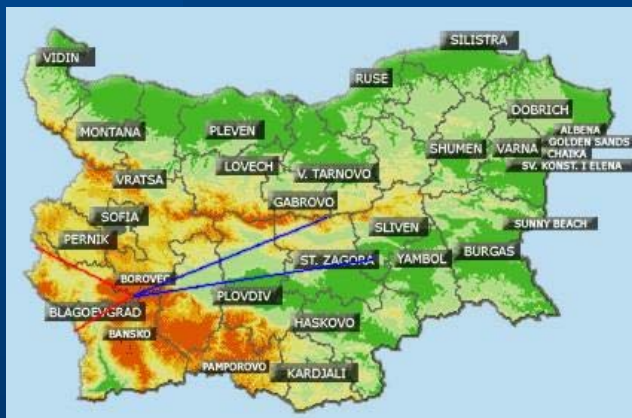 VIDIN
SILISTRA
RUSE
DOBRICH
MONTANA
PLEVEN
ALBENA
SHUMEN
VARNA
GOLDEN SANDS
CHAIKA
SV. KONST. I ELENA
LOVECH
V. TARNOVO
VRATSA
GABROVO
SOFIA
SLIVEN
SUNNY BEACH
PERNIK
BURGAS
ST. ZAGORA
YAMBOL
BOROVEC
PLOVDIV
BLAGOEVGRAD
HASKOVO
BANSKO
PAMPOROVO
KARDJALI